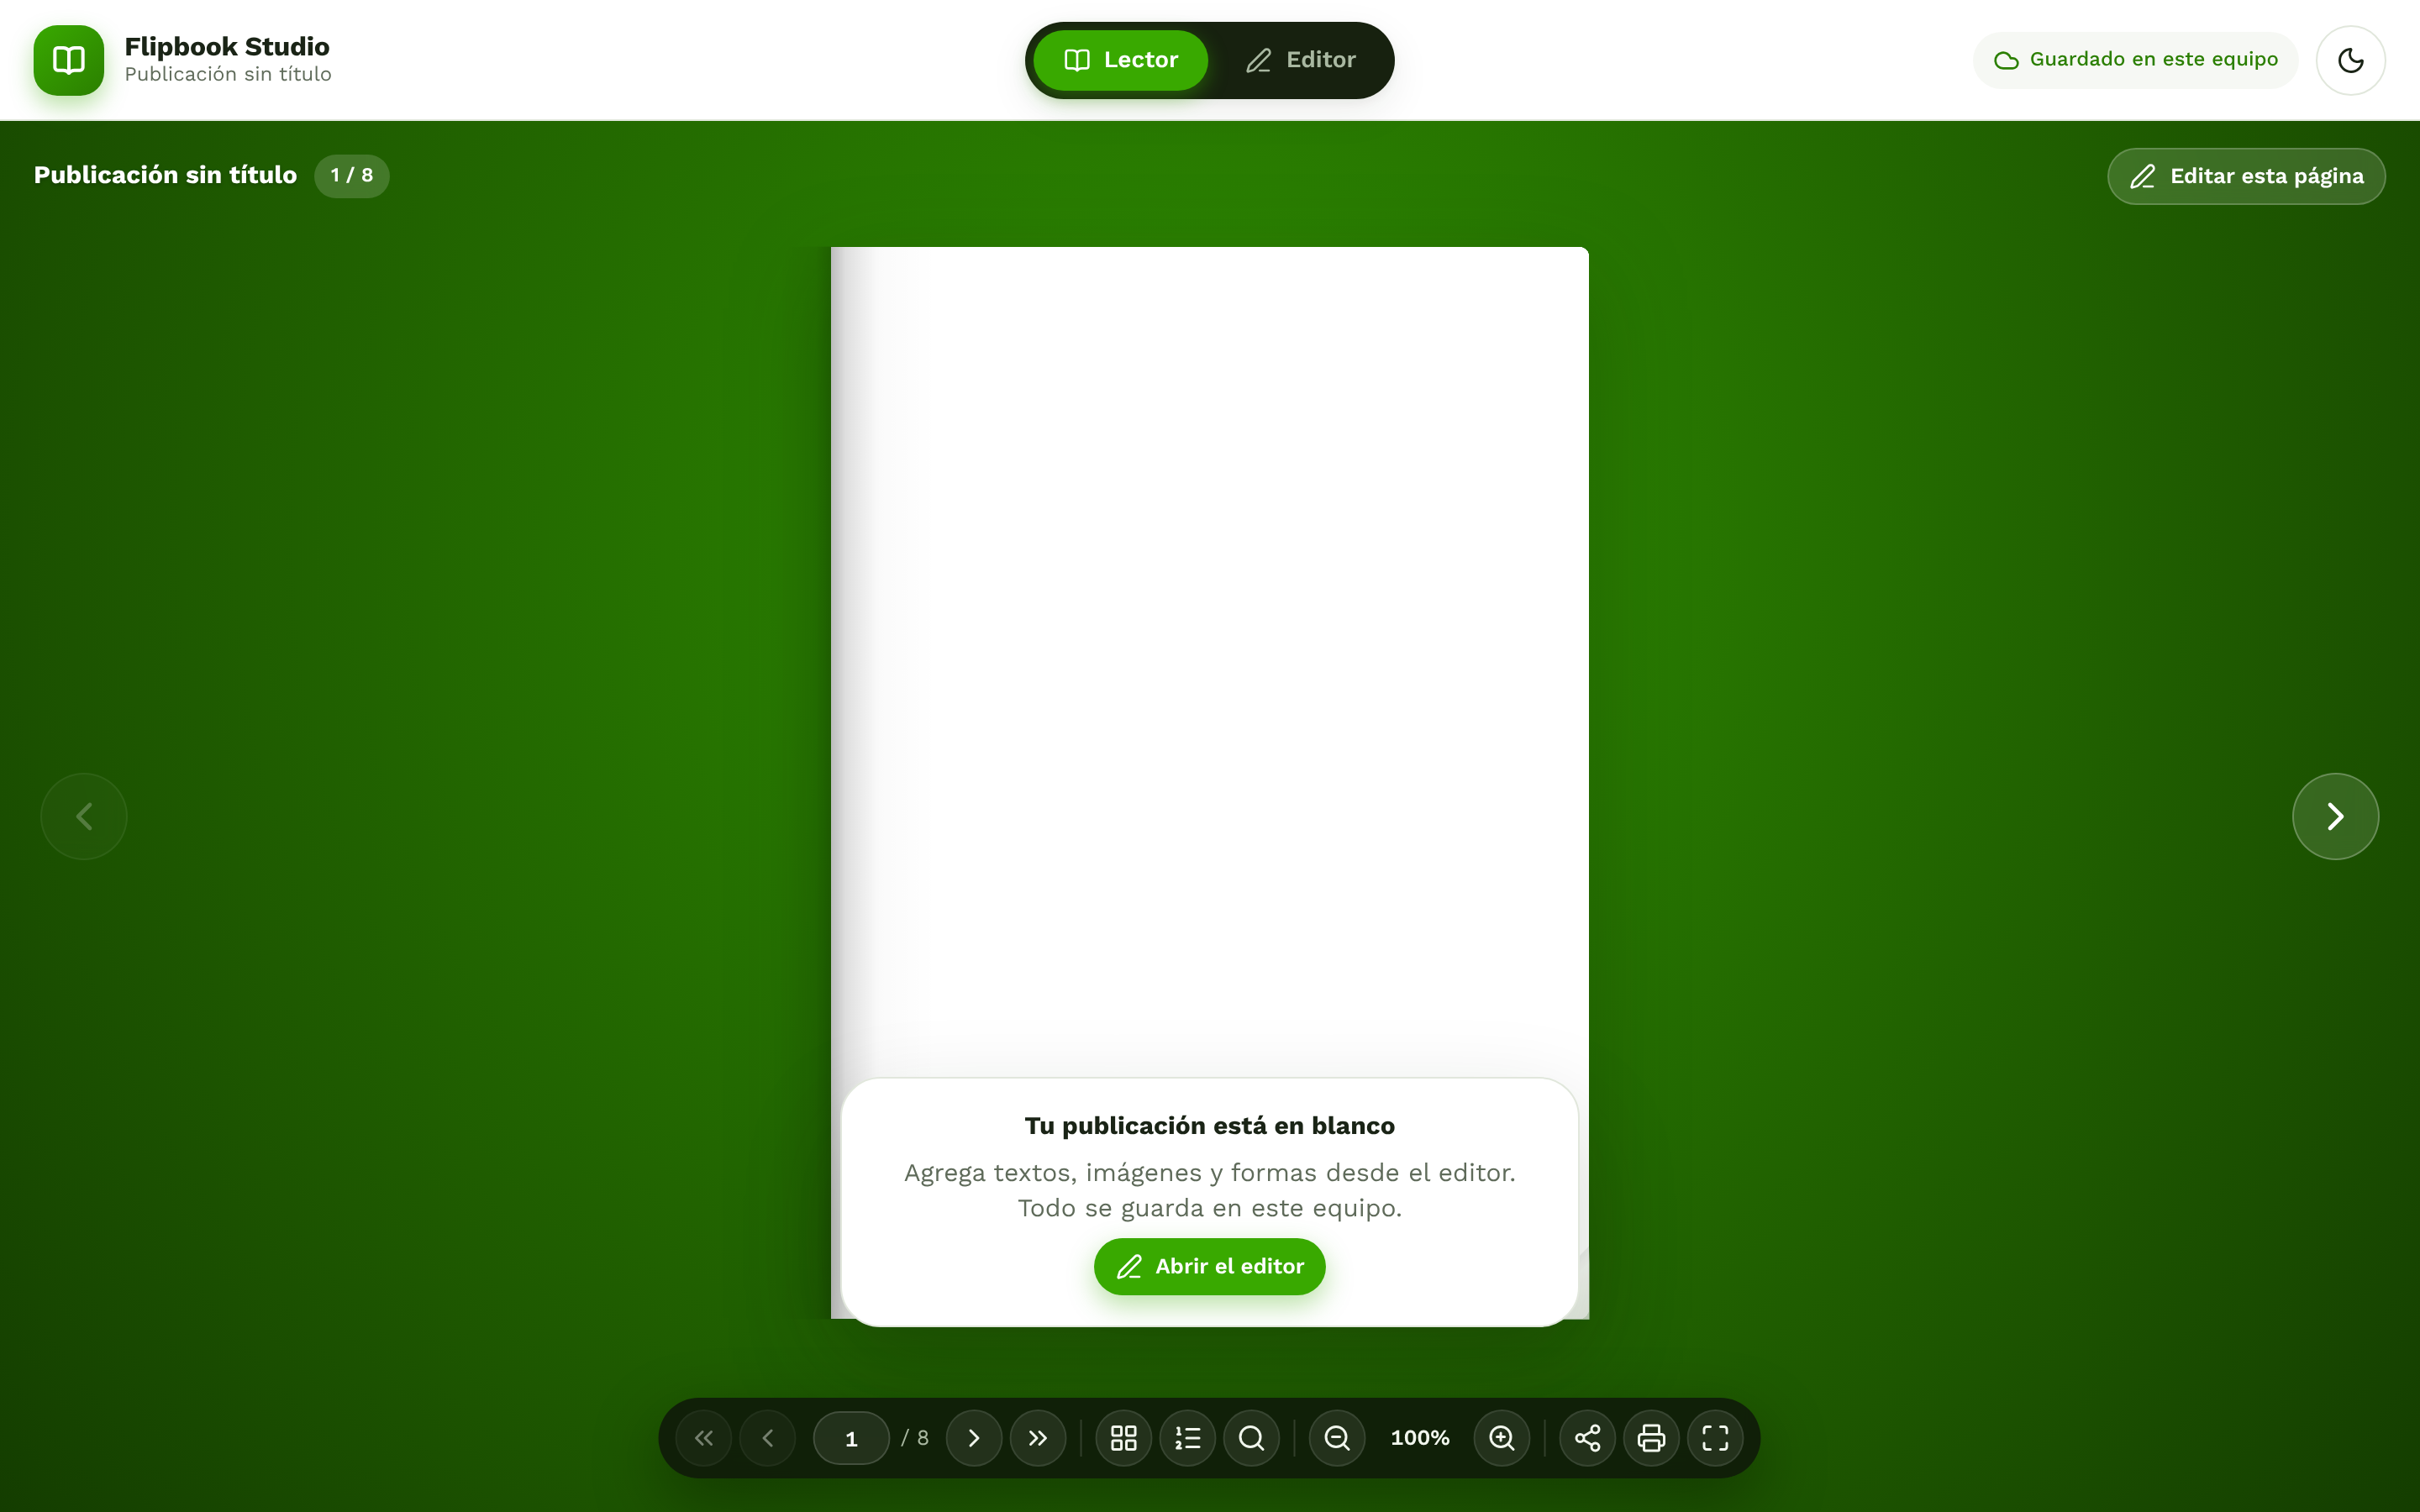 Flipbook Studio
Publicación sin título
Lector
Editor
Guardado en este equipo
Publicación sin título
1 / 8
Editar esta página
Tu publicación está en blanco
Agrega textos, imágenes y formas desde el editor.
Todo se guarda en este equipo.
Abrir el editor
1 / 8
100%